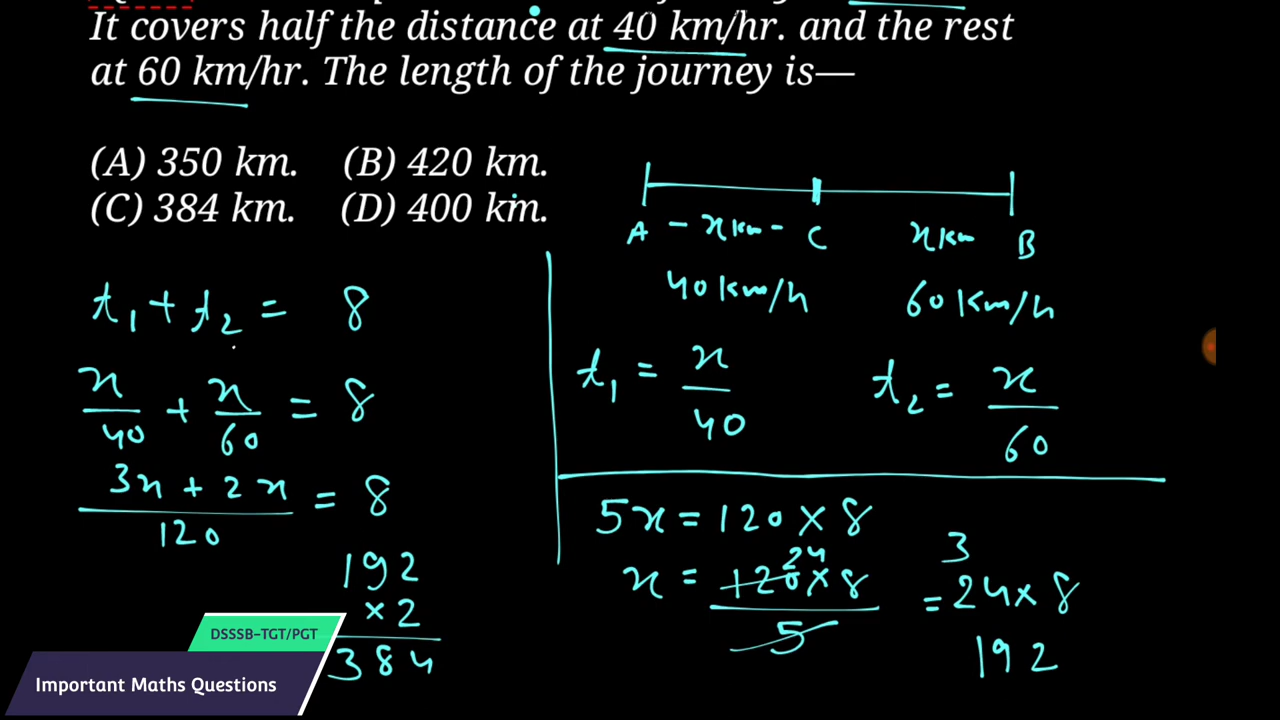 It covers half the distance at 40 km/hr. and the rest
at 60 km/hr. The length of the journey is—
(A) 350 km. (B) 420 km.
(C) 384 km. (D) 400 km.
A - x km - C x km B
40 km/h 60 km/h
t₁ = x/40 t₂ = x/60
t₁ + t₂ = 8
x/40 + x/60 = 8
3x + 2x / 120 = 8
192
× 2
384
5x = 120 × 8
x = 120 24 × 8 / 5 = 24 × 8
3
192
DSSSB-TGT/PGT
Important Maths Questions